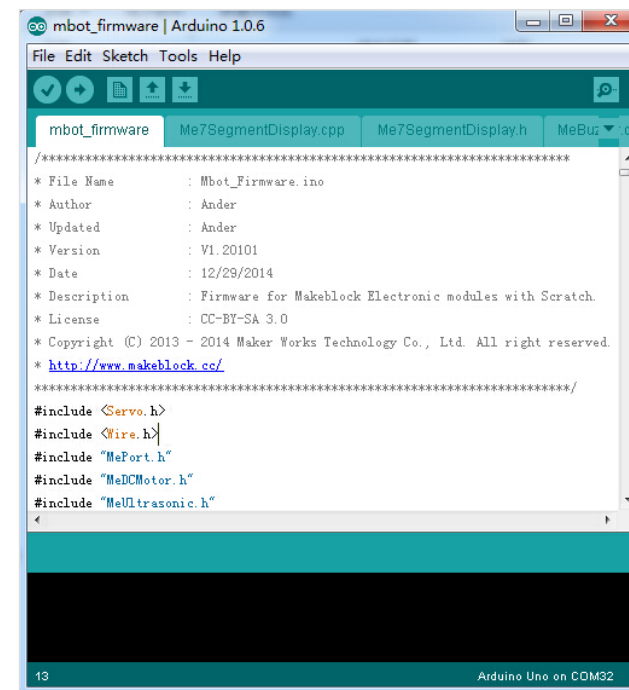 mbot_firmware | Arduino 1.0.6
File Edit Sketch Tools Help
mbot_firmware Me7SegmentDisplay.cpp Me7SegmentDisplay.h
/**************************************************************************
* File Name : Mbot_Firmware.ino
* Author : Ander
* Updated : Ander
* Version : V1.20101
* Date : 12/29/2014
* Description : Firmware for Makeblock Electronic modules with Scratch.
* License : CC-BY-SA 3.0
* Copyright (C) 2013 - 2014 Maker Works Technology Co., Ltd. All right reserved.
* http://www.makeblock.cc/
**************************************************************************/
#include <Servo.h>
#include <Wire.h>
#include "MePort.h"
#include "MeDCMotor.h"
#include "MeUltrasonic.h"
13 Arduino Uno on COM32